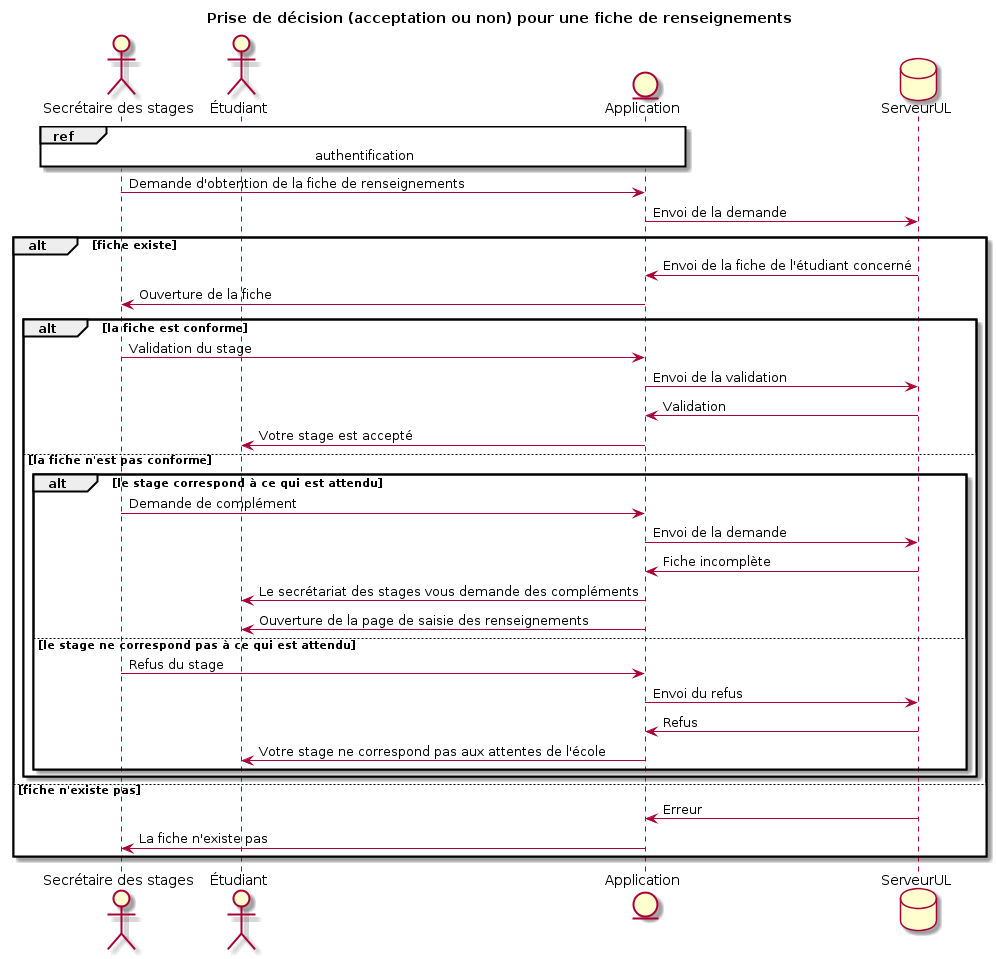 Prise de décision (acceptation ou non) pour une fiche de renseignements
Secrétaire des stages
Étudiant
Application
ServeurUL
ref
authentification
Demande d'obtention de la fiche de renseignements
Envoi de la demande
alt
[fiche existe]
Envoi de la fiche de l'étudiant concerné
Ouverture de la fiche
alt
[la fiche est conforme]
Validation du stage
Envoi de la validation
Validation
Votre stage est accepté
[la fiche n'est pas conforme]
alt
[le stage correspond à ce qui est attendu]
Demande de complément
Envoi de la demande
Fiche incomplète
Le secrétariat des stages vous demande des compléments
Ouverture de la page de saisie des renseignements
[le stage ne correspond pas à ce qui est attendu]
Refus du stage
Envoi du refus
Refus
Votre stage ne correspond pas aux attentes de l'école
[fiche n'existe pas]
Erreur
La fiche n'existe pas
Secrétaire des stages
Étudiant
Application
ServeurUL